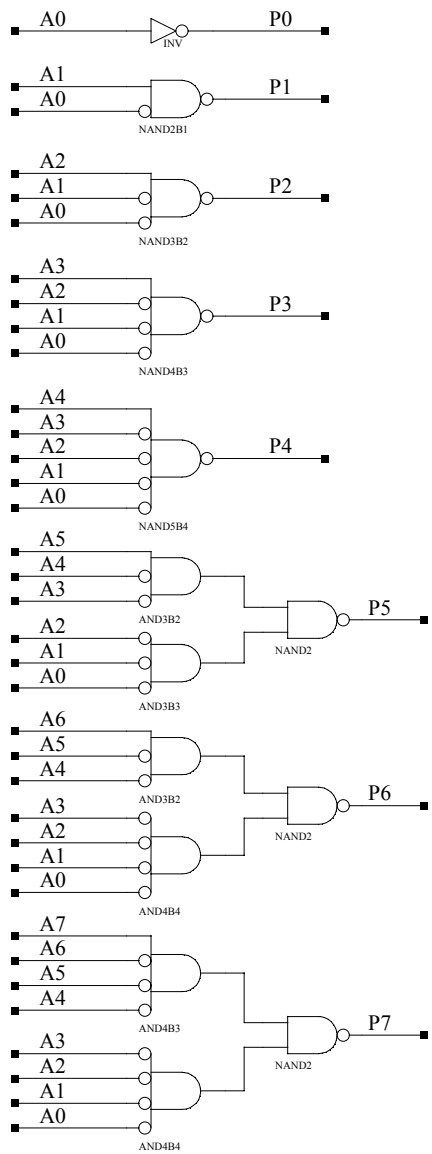 A0 P0
INV
A1 P1
A0
NAND2B1
A2
A1 P2
A0
NAND3B2
A3
A2 P3
A1
A0
NAND4B3
A4
A3
A2 P4
A1
A0
NAND5B4
A5
A4
A3 P5
AND3B2
A2 NAND2
A1
A0
AND3B3
A6
A5
A4 P6
AND3B2
A3 NAND2
A2
A1
A0
AND4B4
A7
A6
A5
A4 P7
AND4B3
A3 NAND2
A2
A1
A0
AND4B4